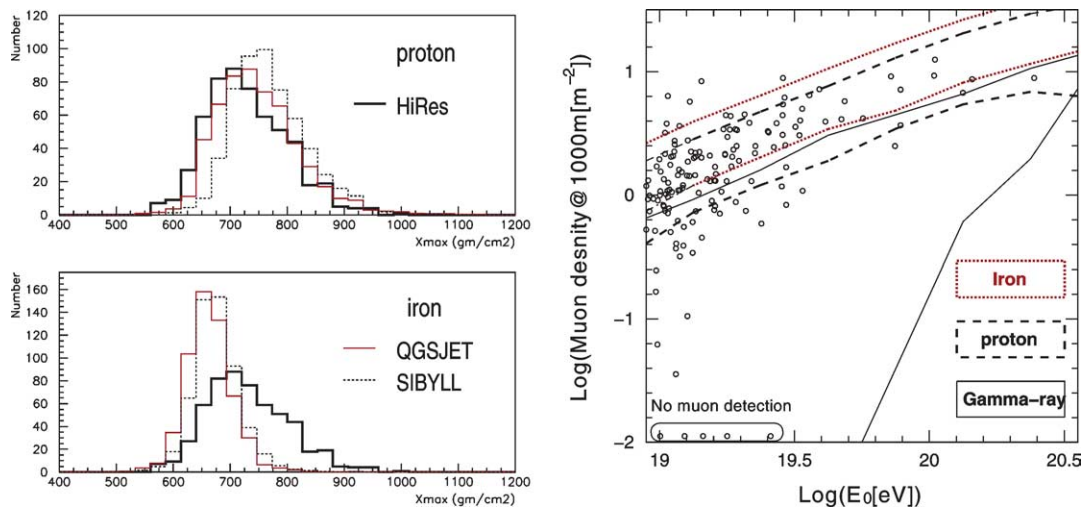 Number
120
100
80
60
40
20
0
proton
HiRes
400 500 600 700 800 900 1000 1100 1200
Xmax (gm/cm2)
Number
160
140
120
100
80
60
40
20
0
iron
QGSJET
SIBYLL
400 500 600 700 800 900 1000 1100 1200
Xmax (gm/cm2)
Log(Muon desnity@1000m[m⁻²])
1
0
−1
−2
Iron
proton
Gamma−ray
No muon detection
19 19.5 20 20.5
Log(E₀[eV])